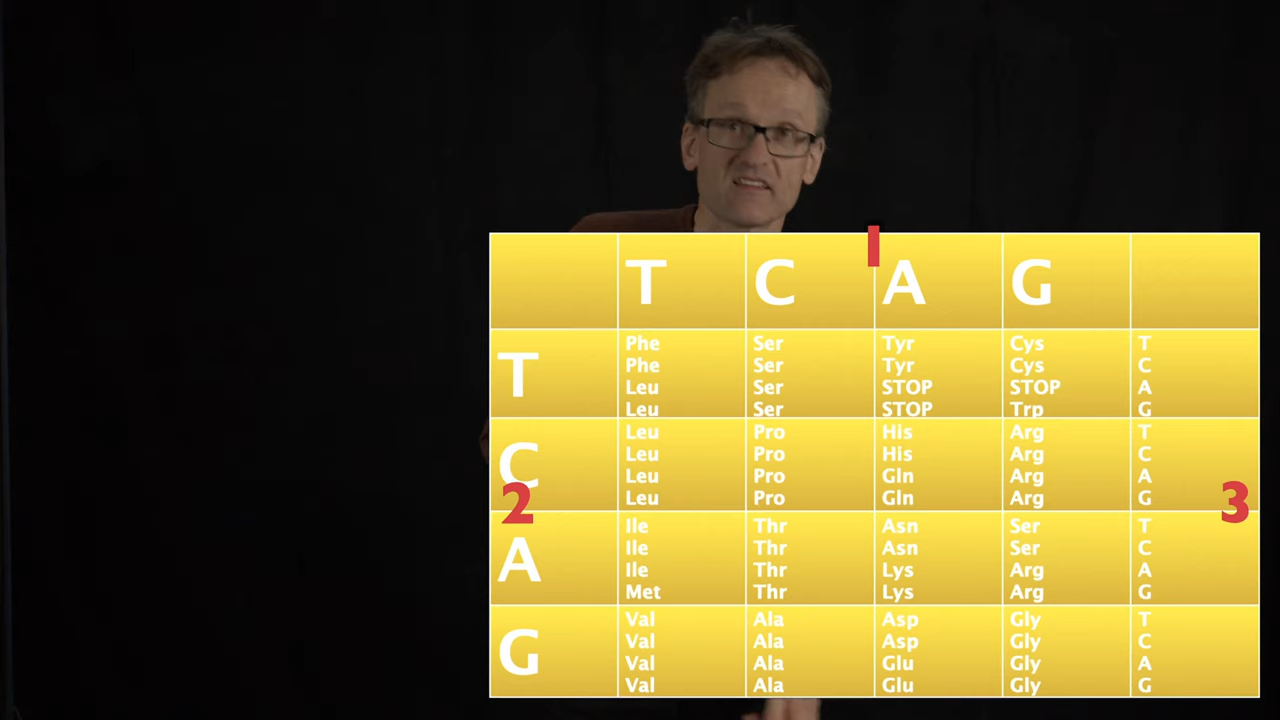 1
T C A G
T
Phe Ser Tyr Cys T
Phe Ser Tyr Cys C
Leu Ser STOP STOP A
Leu Ser STOP Trp G
C
Leu Pro His Arg T
Leu Pro His Arg C
Leu Pro Gln Arg A
Leu Pro Gln Arg G
2 3
A
Ile Thr Asn Ser T
Ile Thr Asn Ser C
Ile Thr Lys Arg A
Met Thr Lys Arg G
G
Val Ala Asp Gly T
Val Ala Asp Gly C
Val Ala Glu Gly A
Val Ala Glu Gly G